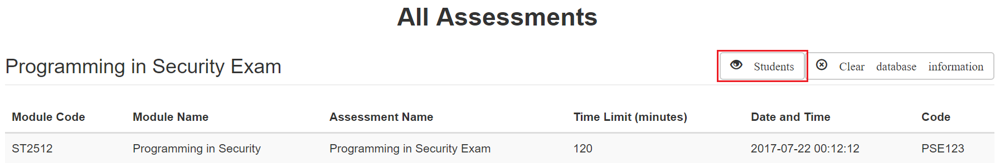 All Assessments
Programming in Security Exam Students Clear database information
Module Code Module Name Assessment Name Time Limit (minutes) Date and Time Code
ST2512 Programming in Security Programming in Security Exam 120 2017-07-22 00:12:12 PSE123